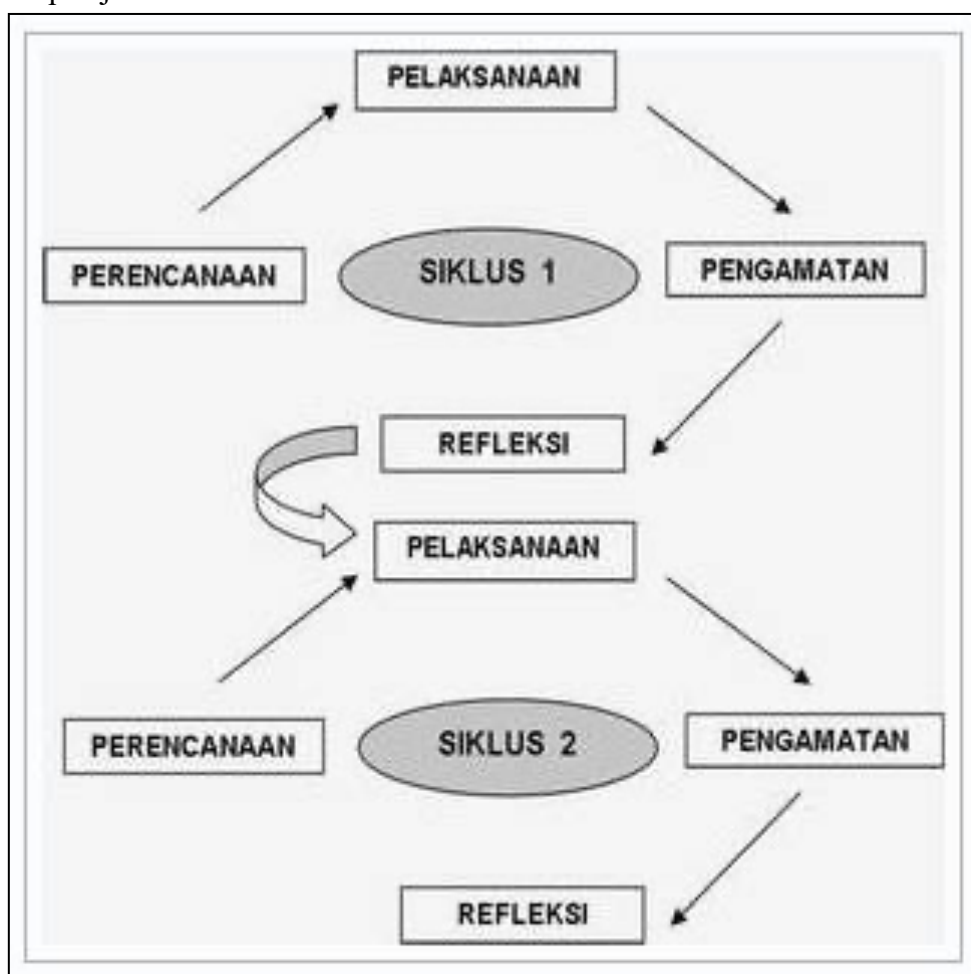 PELAKSANAAN
PERENCANAAN
SIKLUS 1
PENGAMATAN
REFLEKSI
PELAKSANAAN
PERENCANAAN
SIKLUS 2
PENGAMATAN
REFLEKSI